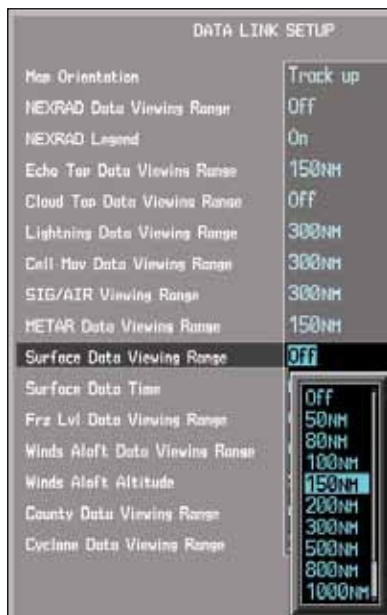 DATA LINK SETUP
Map Orientation Track up
NEXRAD Data Viewing Range Off
NEXRAD Legend On
Echo Top Data Viewing Range 150NM
Cloud Top Data Viewing Range Off
Lightning Data Viewing Range 300NM
Cell Mov Data Viewing Range 300NM
SIG/AIR Viewing Range 300NM
METAR Data Viewing Range 150NM
Surface Data Viewing Range Off
Surface Data Time
Frz Lvl Data Viewing Range
Winds Aloft Data Viewing Range
Winds Aloft Altitude
County Data Viewing Range
Cyclone Data Viewing Range
Off
50NM
80NM
100NM
150NM
200NM
300NM
500NM
800NM
1000NM